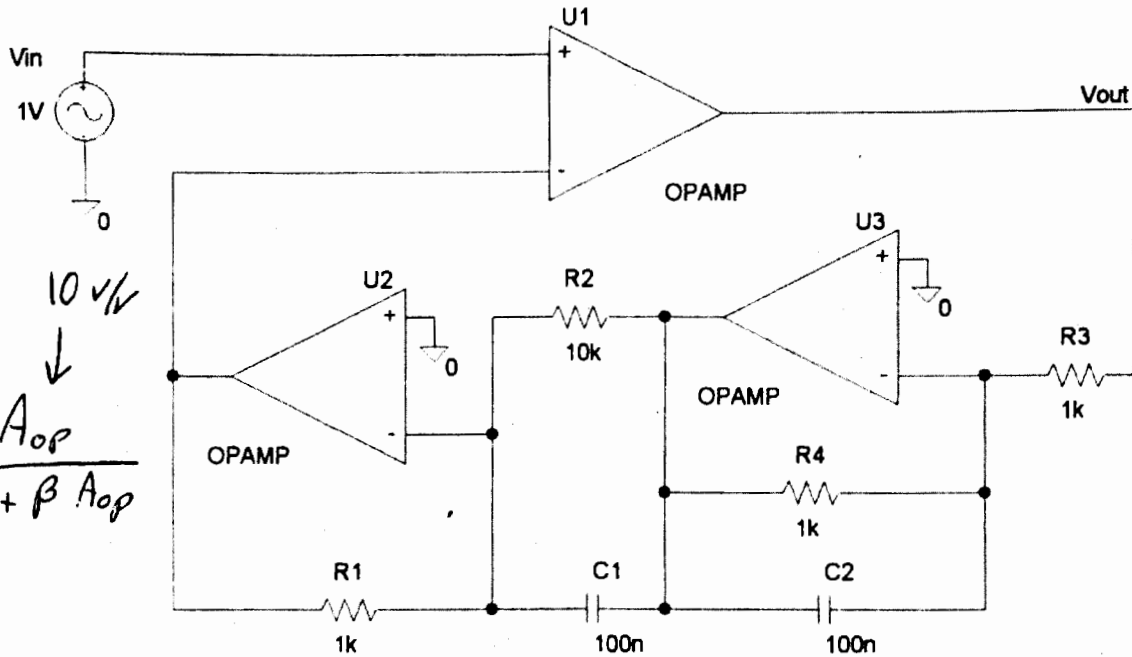 U1
Vin
+
1V
Vout
-
OPAMP
0
U3
10 v/v
U2
R2
+
+
0
R3
10k
0
-
1k
OPAMP
A_op
-
R4
OPAMP
+ β A_op
1k
R1
C1
C2
1k
100n
100n